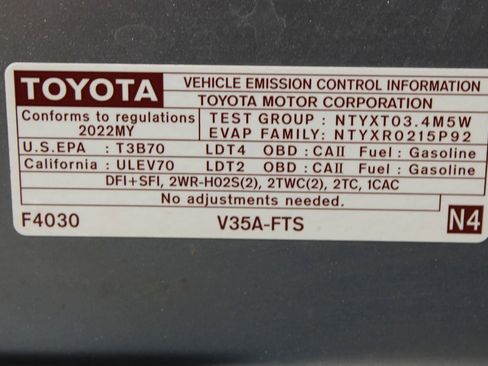 TOYOTA VEHICLE EMISSION CONTROL INFORMATION
TOYOTA MOTOR CORPORATION
Conforms to regulations
2022MY
TEST GROUP : NTYXT03.4M5W
EVAP FAMILY: NTYXR0215P92
U.S.EPA : T3B70 LDT4 OBD : CAII Fuel : Gasoline
California : ULEV70 LDT2 OBD : CAII Fuel : Gasoline
DFI+SFI, 2WR-HO2S(2), 2TWC(2), 2TC, 1CAC
No adjustments needed.
F4030 V35A-FTS N4